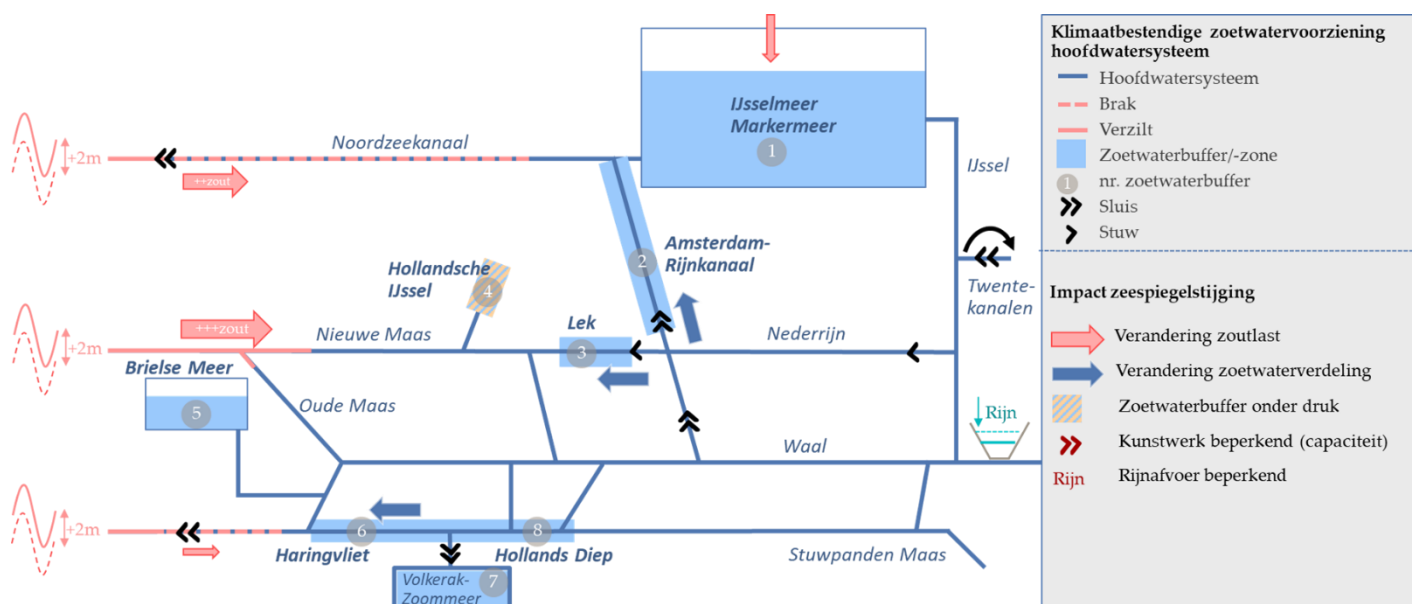 IJsselmeer
Markermeer
1
Noordzeekanaal
+2m
++zout
IJssel
Amsterdam-
Rijnkanaal
2
Hollandsche
IJssel
4
Twente-
kanalen
+++zout
Nieuwe Maas
Lek
Nederrijn
+2m
3
Brielse Meer
5
Oude Maas
Rijn
Waal
+2m
6
8
Haringvliet
Hollands Diep
Stuwpanden Maas
Volkerak-
Zoommeer
7
Klimaatbestendige zoetwatervoorziening
hoofdwatersysteem
Hoofdwatersysteem
Brak
Verzilt
Zoetwaterbuffer/-zone
1 nr. zoetwaterbuffer
Sluis
Stuw
Impact zeespiegelstijging
Verandering zoutlast
Verandering zoetwaterverdeling
Zoetwaterbuffer onder druk
Kunstwerk beperkend (capaciteit)
Rijn Rijnafvoer beperkend